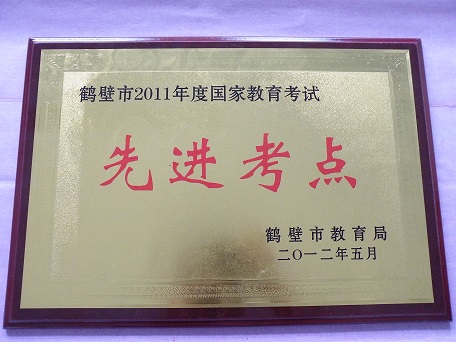 鹤壁市2011年度国家教育考试
先进考点
鹤壁市教育局
二〇一二年五月